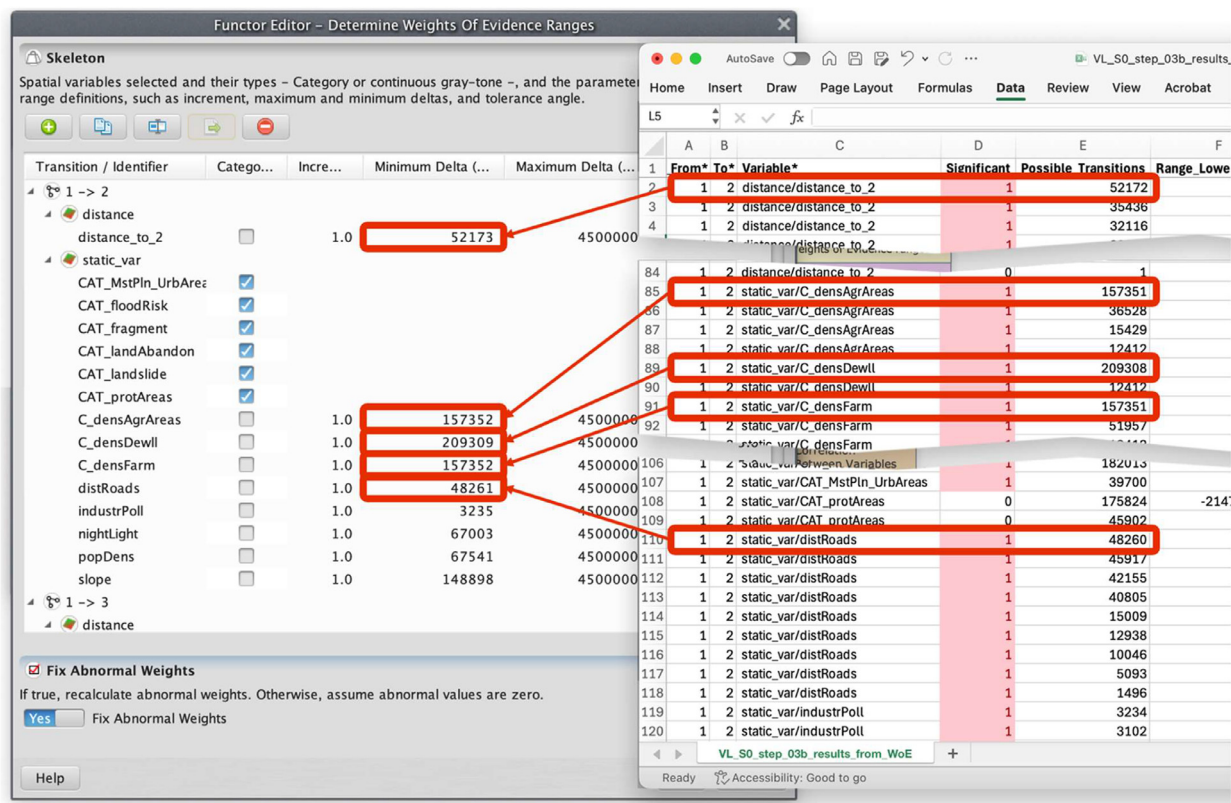 Functor Editor – Determine Weights Of Evidence Ranges
Skeleton
Spatial variables selected and their types – Category or continuous gray-tone –, and the parameter
range definitions, such as increment, maximum and minimum deltas, and tolerance angle.
Transition / Identifier Catego... Incre... Minimum Delta (... Maximum Delta (...
1 -> 2
distance
distance_to_2 1.0 52173 4500000
static_var
CAT_MstPln_UrbArea
CAT_floodRisk
CAT_fragment
CAT_landAbandon
CAT_landslide
CAT_protAreas
C_densAgrAreas 1.0 157352 4500000
C_densDewll 1.0 209309 4500000
C_densFarm 1.0 157352 4500000
distRoads 1.0 48261 4500000
industrPoll 1.0 3235 4500000
nightLight 1.0 67003 4500000
popDens 1.0 67541 4500000
slope 1.0 148898 4500000
1 -> 3
distance
Fix Abnormal Weights
If true, recalculate abnormal weights. Otherwise, assume abnormal values are zero.
Yes Fix Abnormal Weights
Help
AutoSave ... VL_S0_step_03b_results_
Home Insert Draw Page Layout Formulas Data Review View Acrobat
L5 fx
A B C D E F
1 From* To* Variable* Significant Possible_Transitions Range_Lowe
2 1 2 distance/distance_to_2 1 52172
3 1 2 distance/distance_to_2 1 35436
4 1 2 distance/distance_to_2 1 32116
distance/distance_to_2
84 1 2 distance/distance_to_2 0 1
85 1 2 static_var/C_densAgrAreas 1 157351
86 1 2 static_var/C_densAgrAreas 1 36528
87 1 2 static_var/C_densAgrAreas 1 15429
88 1 2 static_var/C_densAgrAreas 1 12412
89 1 2 static_var/C_densDewll 1 209308
90 1 2 static_var/C_densDewll 1 12412
91 1 2 static_var/C_densFarm 1 157351
92 1 2 static_var/C_densFarm 1 51957
static_var/C_densFarm
Between Variables
106 1 2 1 182013
107 1 2 static_var/CAT_MstPln_UrbAreas 1 39700
108 1 2 static_var/CAT_protAreas 0 175824 -2147
109 1 2 static_var/CAT_protAreas 0 45902
110 1 2 static_var/distRoads 1 48260
111 1 2 static_var/distRoads 1 45917
112 1 2 static_var/distRoads 1 42155
113 1 2 static_var/distRoads 1 40805
114 1 2 static_var/distRoads 1 15009
115 1 2 static_var/distRoads 1 12938
116 1 2 static_var/distRoads 1 10046
117 1 2 static_var/distRoads 1 5093
118 1 2 static_var/distRoads 1 1496
119 1 2 static_var/industrPoll 1 3234
120 1 2 static_var/industrPoll 1 3102
VL_S0_step_03b_results_from_WoE +
Ready Accessibility: Good to go